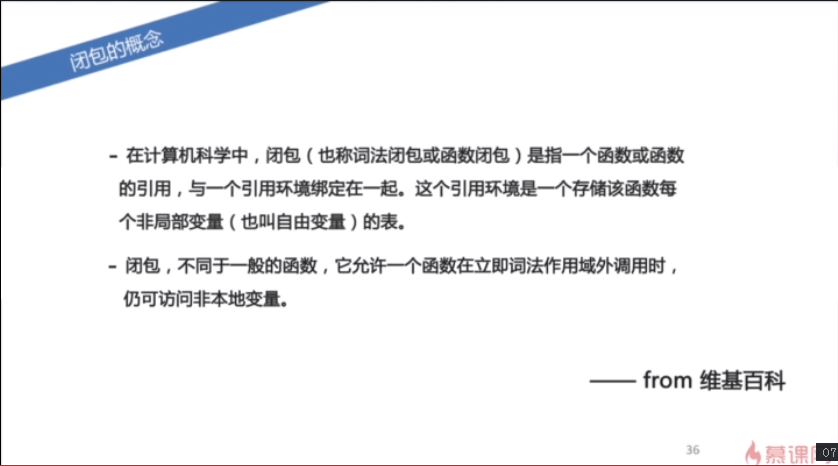 闭包的概念
- 在计算机科学中，闭包（也称词法闭包或函数闭包）是指一个函数或函数
的引用，与一个引用环境绑定在一起。这个引用环境是一个存储该函数每
个非局部变量（也叫自由变量）的表。
- 闭包，不同于一般的函数，它允许一个函数在立即词法作用域外调用时，
仍可访问非本地变量。
—— from 维基百科
36
慕课
07